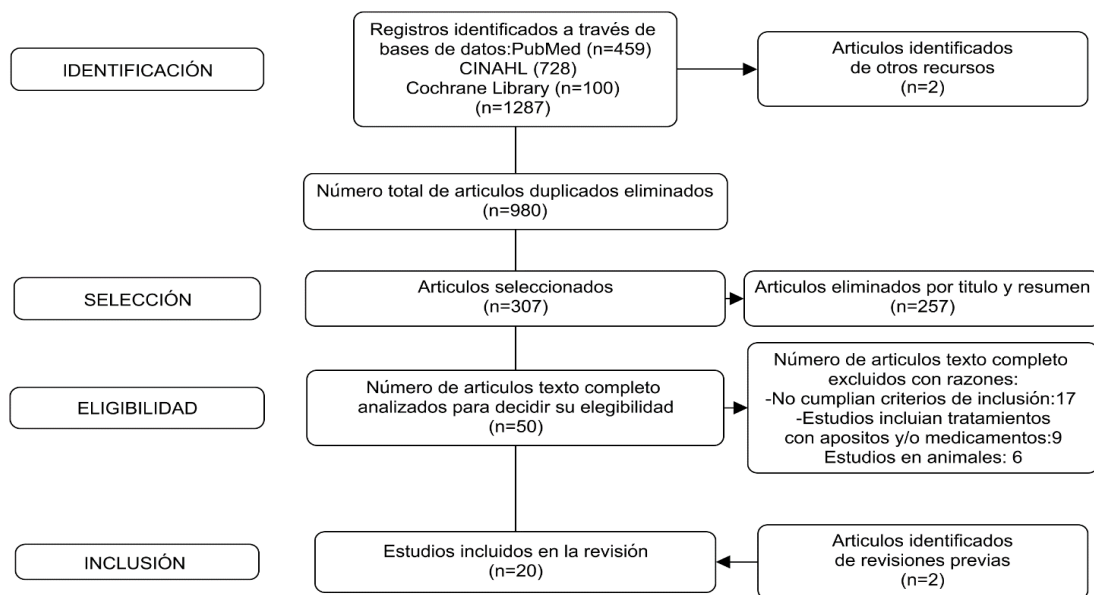 IDENTIFICACIÓN
Registros identificados a través de
bases de datos:PubMed (n=459)
CINAHL (728)
Cochrane Library (n=100)
(n=1287)
Articulos identificados
de otros recursos
(n=2)
Número total de articulos duplicados eliminados
(n=980)
SELECCIÓN
Articulos seleccionados
(n=307)
Articulos eliminados por titulo y resumen
(n=257)
ELIGIBILIDAD
Número de articulos texto completo
analizados para decidir su elegibilidad
(n=50)
Número de articulos texto completo
excluidos con razones:
-No cumplian criterios de inclusión:17
-Estudios incluian tratamientos
con apositos y/o medicamentos:9
Estudios en animales: 6
INCLUSIÓN
Estudios incluidos en la revisión
(n=20)
Articulos identificados
de revisiones previas
(n=2)